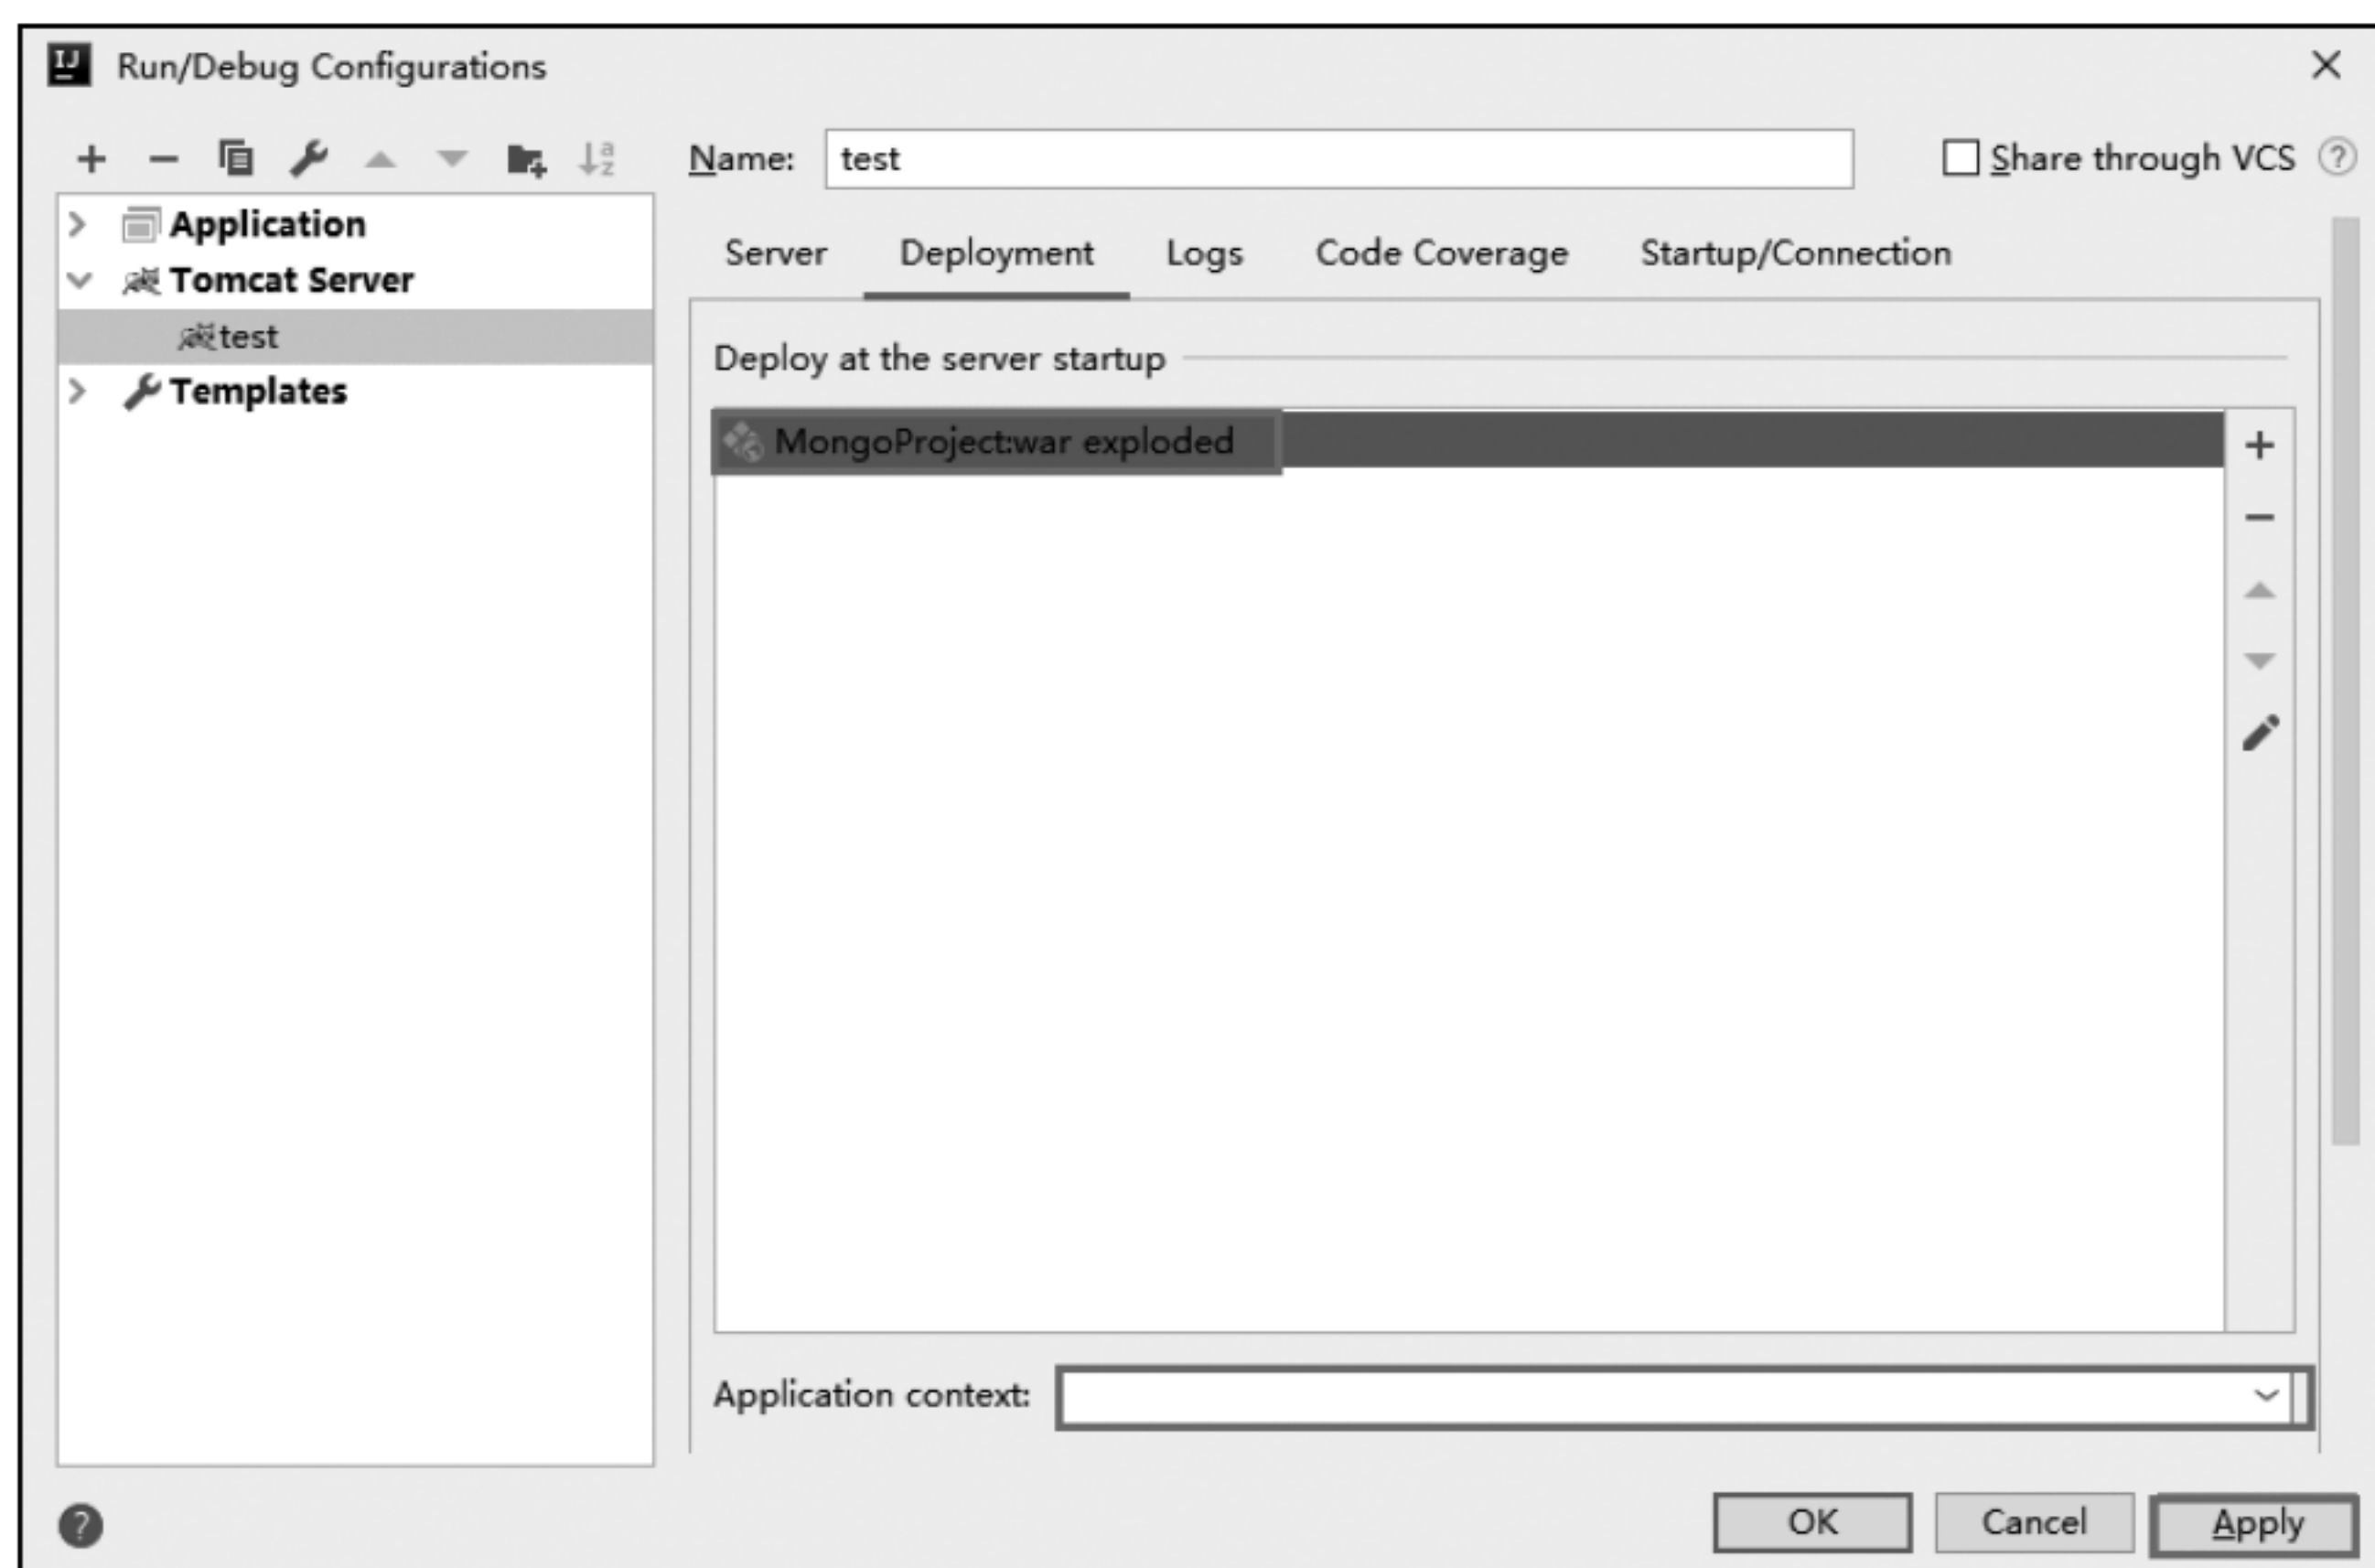 Run/Debug Configurations
Name: test
Share through VCS
Application
Tomcat Server
test
Templates
Server Deployment Logs Code Coverage Startup/Connection
Deploy at the server startup
MongoProject:war exploded
Application context:
OK Cancel Apply